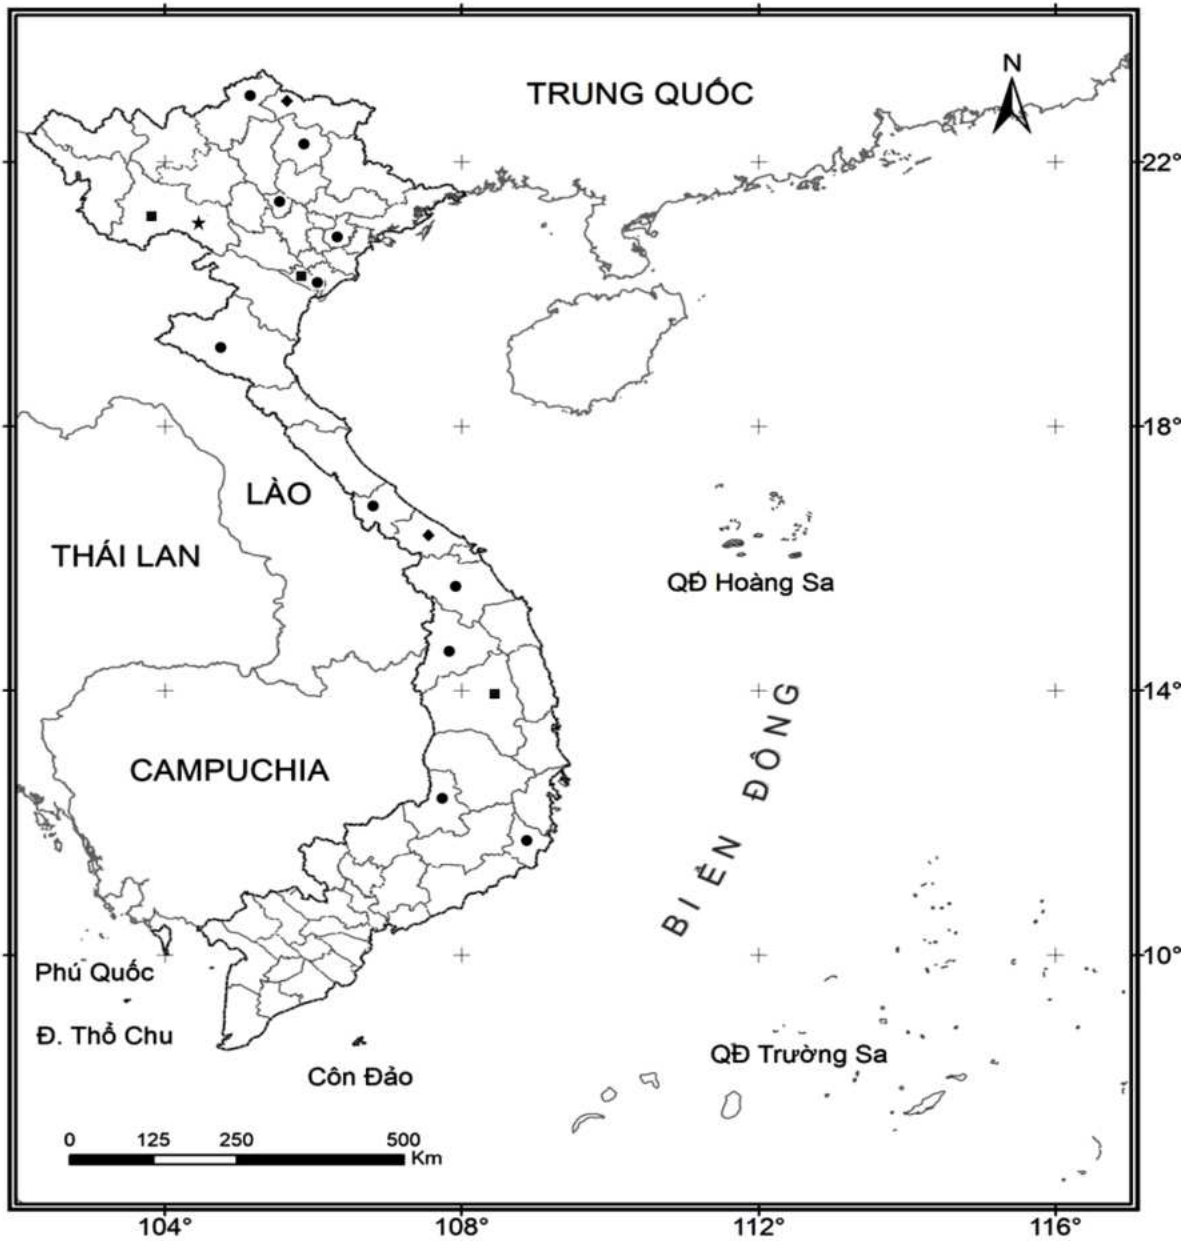 N
TRUNG QUỐC
22°
18°
LÀO
THÁI LAN
QĐ Hoàng Sa
14°
CAMPUCHIA
BIỂN ĐÔNG
10°
Phú Quốc
Đ. Thổ Chu
QĐ Trường Sa
Côn Đảo
0 125 250 500
Km
104° 108° 112° 116°